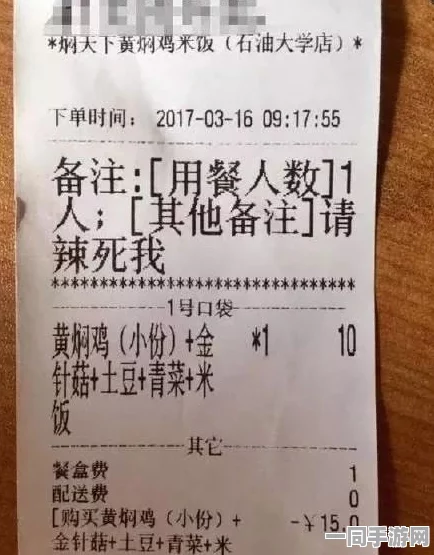 *焖天下黄焖鸡米饭（石油大学店）*
下单时间： 2017-03-16 09:17:55
备注:[用餐人数]1
人；[其他备注]请
辣死我
********************************
1号口袋
黄焖鸡（小份）+金 *1 10
针菇+土豆+青菜+米
饭
其它
餐盒费 1
配送费 0
[购买黄焖鸡（小份）+ -￥15.0
金针菇+土豆+青菜+米
一同手游网